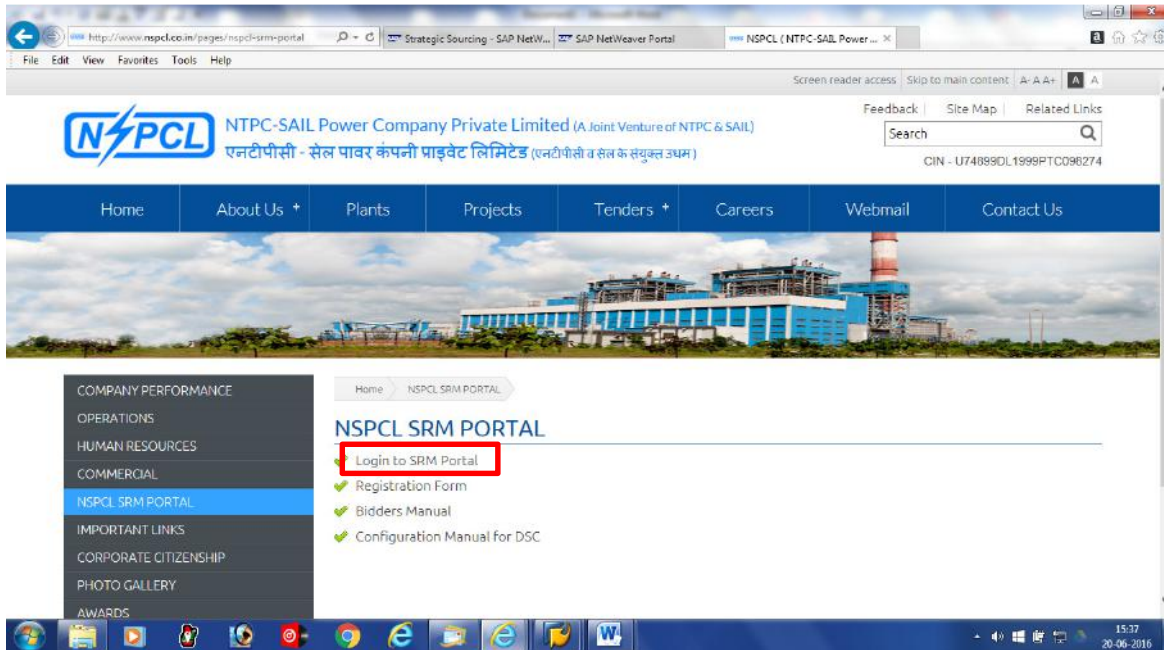 http://www.nspcl.co.in/pages/nspcl-srm-portal
Strategic Sourcing - SAP NetW...
SAP NetWeaver Portal
NSPCL ( NTPC-SAIL Power ...
File Edit View Favorites Tools Help
Screen reader access Skip to main content A- A A+ A A
Feedback Site Map Related Links
NSPCL
NTPC-SAIL Power Company Private Limited (A Joint Venture of NTPC & SAIL)
Search
एनटीपीसी - सेल पावर कंपनी प्राइवेट लिमिटेड (एनटीपीसी व सेल के संयुक्त उधम )
CIN - U74899DL1999PTC098274
Home About Us + Plants Projects Tenders + Careers Webmail Contact Us
COMPANY PERFORMANCE
OPERATIONS
HUMAN RESOURCES
COMMERCIAL
NSPCL SRM PORTAL
IMPORTANT LINKS
CORPORATE CITIZENSHIP
PHOTO GALLERY
AWARDS
Home NSPCL SRM PORTAL
NSPCL SRM PORTAL
Login to SRM Portal
Registration Form
Bidders Manual
Configuration Manual for DSC
15:37
20-06-2016